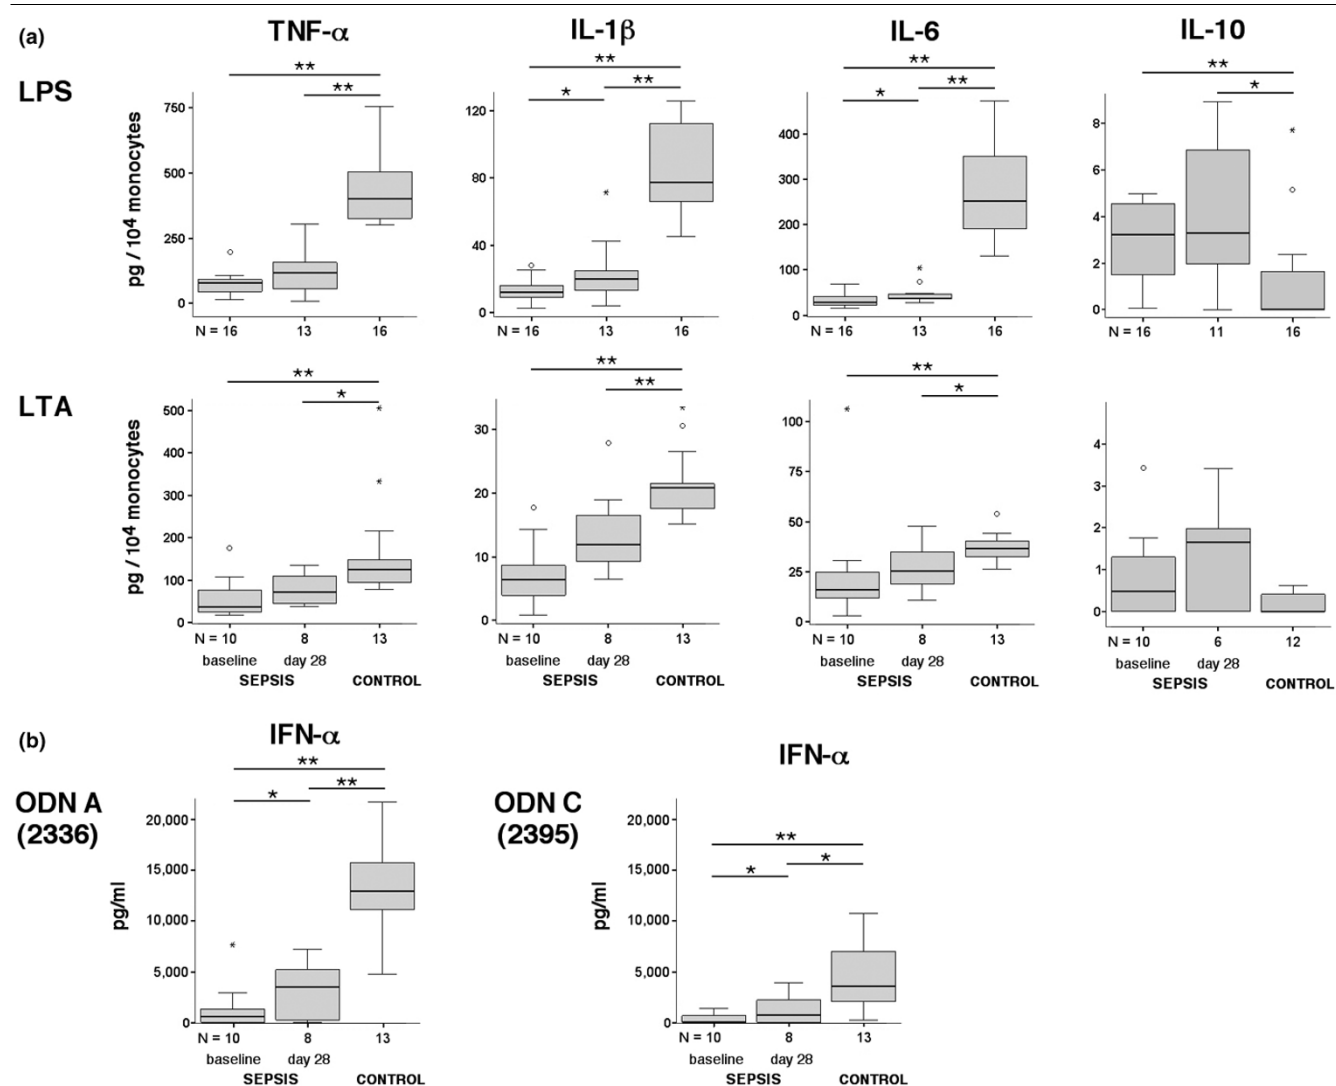 (a)
TNF-α IL-1β IL-6 IL-10
LPS
** ** ** **
** ** ** *
* *
pg / 10⁴ monocytes
750 500 250 0
120 80 40 0
400 300 200 100 0
8 6 4 2 0
N = 16 13 16 N = 16 13 16 N = 16 13 16 N = 16 11 16
LTA
** ** **
* ** *
pg / 10⁴ monocytes
500 400 300 200 100 0
30 20 10 0
100 75 50 25 0
4 3 2 1 0
N = 10 8 13 N = 10 8 13 N = 10 8 13 N = 10 6 12
baseline day 28 baseline day 28 baseline day 28 baseline day 28
SEPSIS CONTROL SEPSIS CONTROL SEPSIS CONTROL SEPSIS CONTROL
(b)
IFN-α
ODN A
(2336)
** ** *
pg/ml
20,000
15,000
10,000
5,000
0
N = 10 8 13
baseline day 28
SEPSIS CONTROL
IFN-α
ODN C
(2395)
** * *
pg/ml
20,000
15,000
10,000
5,000
0
N = 10 8 13
baseline day 28
SEPSIS CONTROL